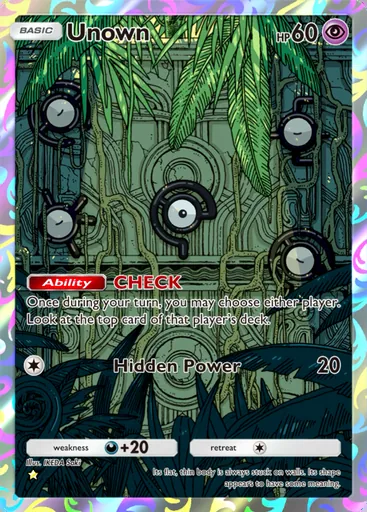 BASIC Unown HP60
Ability CHECK
Once during your turn, you may choose either player.
Look at the top card of that player's deck.
Hidden Power 20
weakness +20 retreat
Illus. IKEDA Saki
Its flat, thin body is always stuck on walls. Its shape
appears to have some meaning.